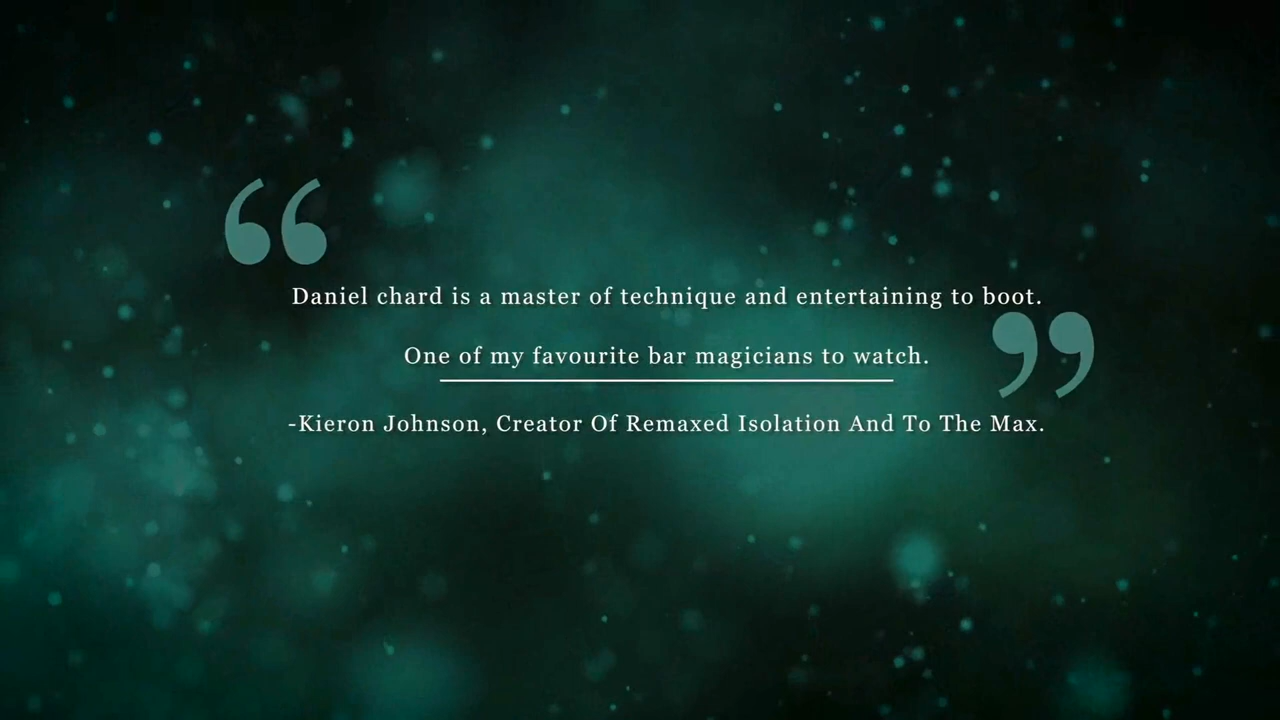 “
Daniel chard is a master of technique and entertaining to boot.
One of my favourite bar magicians to watch.
”
-Kieron Johnson, Creator Of Remaxed Isolation And To The Max.